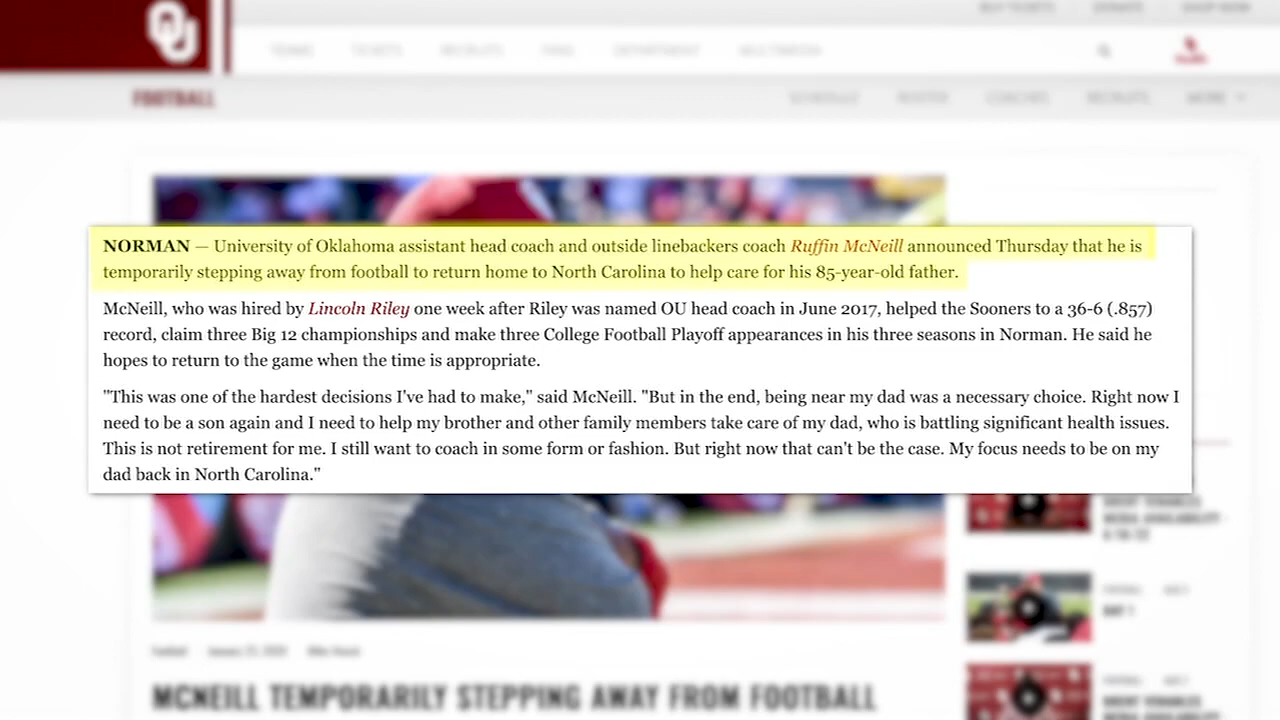 OU
FOOTBALL
SCHEDULE ROSTER COACHES RECRUITS MORE
NORMAN — University of Oklahoma assistant head coach and outside linebackers coach Ruffin McNeill announced Thursday that he is
temporarily stepping away from football to return home to North Carolina to help care for his 85-year-old father.
McNeill, who was hired by Lincoln Riley one week after Riley was named OU head coach in June 2017, helped the Sooners to a 36-6 (.857)
record, claim three Big 12 championships and make three College Football Playoff appearances in his three seasons in Norman. He said he
hopes to return to the game when the time is appropriate.
"This was one of the hardest decisions I've had to make," said McNeill. "But in the end, being near my dad was a necessary choice. Right now I
need to be a son again and I need to help my brother and other family members take care of my dad, who is battling significant health issues.
This is not retirement for me. I still want to coach in some form or fashion. But right now that can't be the case. My focus needs to be on my
dad back in North Carolina."
MCNEILL TEMPORARILY STEPPING AWAY FROM FOOTBALL